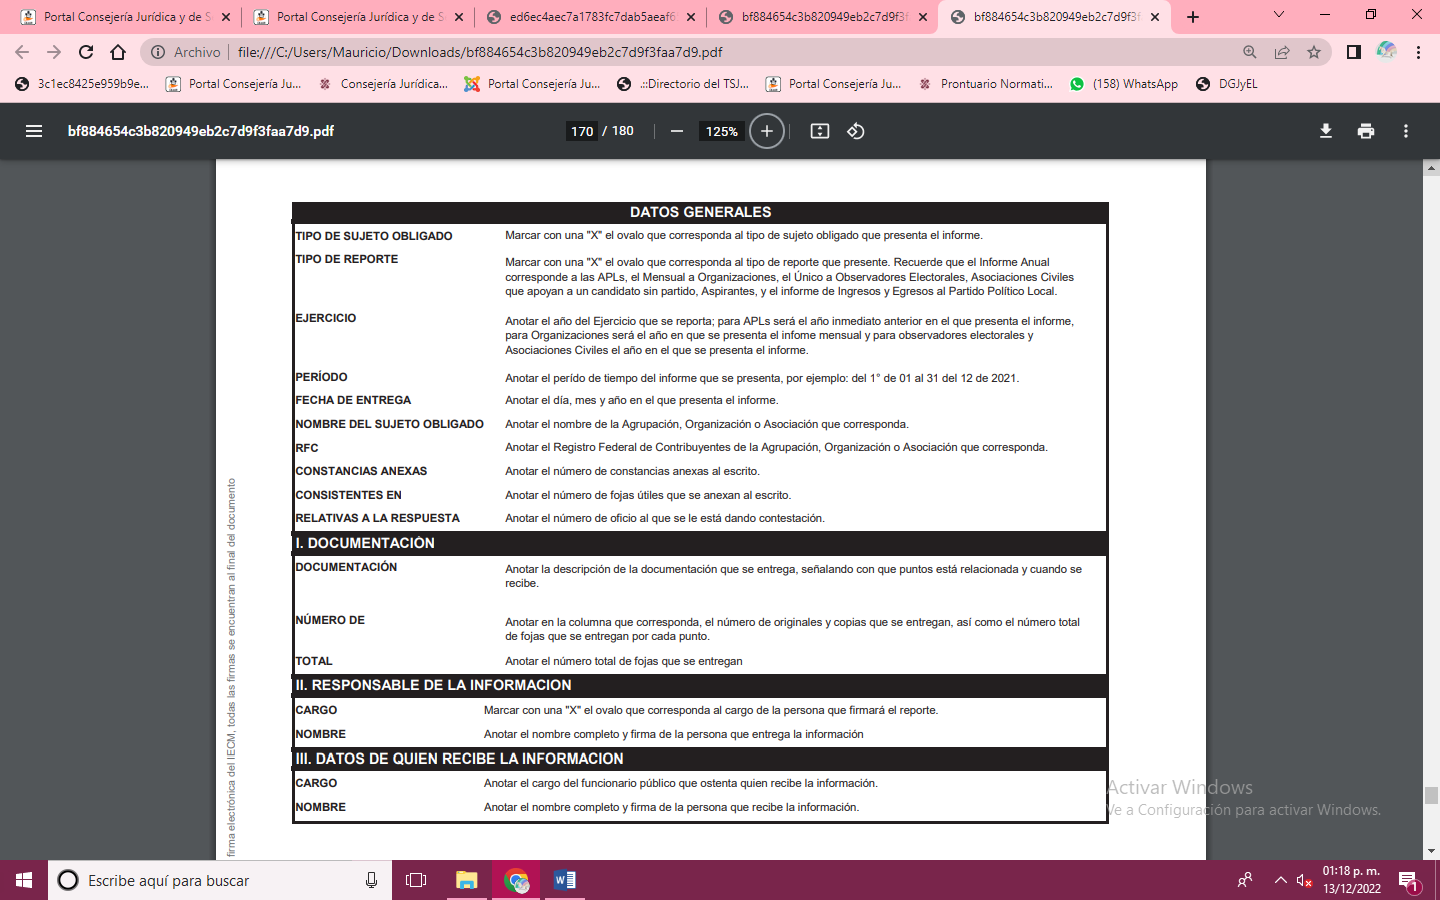 Portal Consejería Jurídica y de S
Portal Consejería Jurídica y de S
ed6ec4aec7a1783fc7dab5aeaf6
bf884654c3b820949eb2c7d9f3f
bf884654c3b820949eb2c7d9f3f
Archivo
file:///C:/Users/Mauricio/Downloads/bf884654c3b820949eb2c7d9f3faa7d9.pdf
3c1ec8425e959b9e...
Portal Consejería Ju...
Consejería Jurídica...
Portal Consejería Ju...
.::Directorio del TSJ...
Portal Consejería Ju...
Prontuario Normati...
(158) WhatsApp
DGJyEL
bf884654c3b820949eb2c7d9f3faa7d9.pdf
170 / 180
125%
DATOS GENERALES
TIPO DE SUJETO OBLIGADO
Marcar con una "X" el ovalo que corresponda al tipo de sujeto obligado que presenta el informe.
TIPO DE REPORTE
Marcar con una "X" el ovalo que corresponda al tipo de reporte que presente. Recuerde que el Informe Anual
corresponde a las APLs, el Mensual a Organizaciones, el Único a Observadores Electorales, Asociaciones Civiles
que apoyan a un candidato sin partido, Aspirantes, y el informe de Ingresos y Egresos al Partido Político Local.
EJERCICIO
Anotar el año del Ejercicio que se reporta; para APLs será el año inmediato anterior en el que presenta el informe,
para Organizaciones será el año en que se presenta el infome mensual y para observadores electorales y
Asociaciones Civiles el año en el que se presenta el informe.
PERÍODO
Anotar el perído de tiempo del informe que se presenta, por ejemplo: del 1° de 01 al 31 del 12 de 2021.
FECHA DE ENTREGA
Anotar el día, mes y año en el que presenta el informe.
NOMBRE DEL SUJETO OBLIGADO
Anotar el nombre de la Agrupación, Organización o Asociación que corresponda.
RFC
Anotar el Registro Federal de Contribuyentes de la Agrupación, Organización o Asociación que corresponda.
CONSTANCIAS ANEXAS
Anotar el número de constancias anexas al escrito.
CONSISTENTES EN
Anotar el número de fojas útiles que se anexan al escrito.
RELATIVAS A LA RESPUESTA
Anotar el número de oficio al que se le está dando contestación.
I. DOCUMENTACIÓN
DOCUMENTACIÓN
Anotar la descripción de la documentación que se entrega, señalando con que puntos está relacionada y cuando se
recibe.
NÚMERO DE
Anotar en la columna que corresponda, el número de originales y copias que se entregan, así como el número total
de fojas que se entregan por cada punto.
TOTAL
Anotar el número total de fojas que se entregan
II. RESPONSABLE DE LA INFORMACION
CARGO
Marcar con una "X" el ovalo que corresponda al cargo de la persona que firmará el reporte.
NOMBRE
Anotar el nombre completo y firma de la persona que entrega la información
III. DATOS DE QUIEN RECIBE LA INFORMACION
CARGO
Anotar el cargo del funcionario público que ostenta quien recibe la información.
NOMBRE
Anotar el nombre completo y firma de la persona que recibe la información.
firma electrónica del IECM, todas las firmas se encuentran al final del documento
Activar Windows
Ve a Configuración para activar Windows.
Escribe aquí para buscar
01:18 p. m.
13/12/2022
1